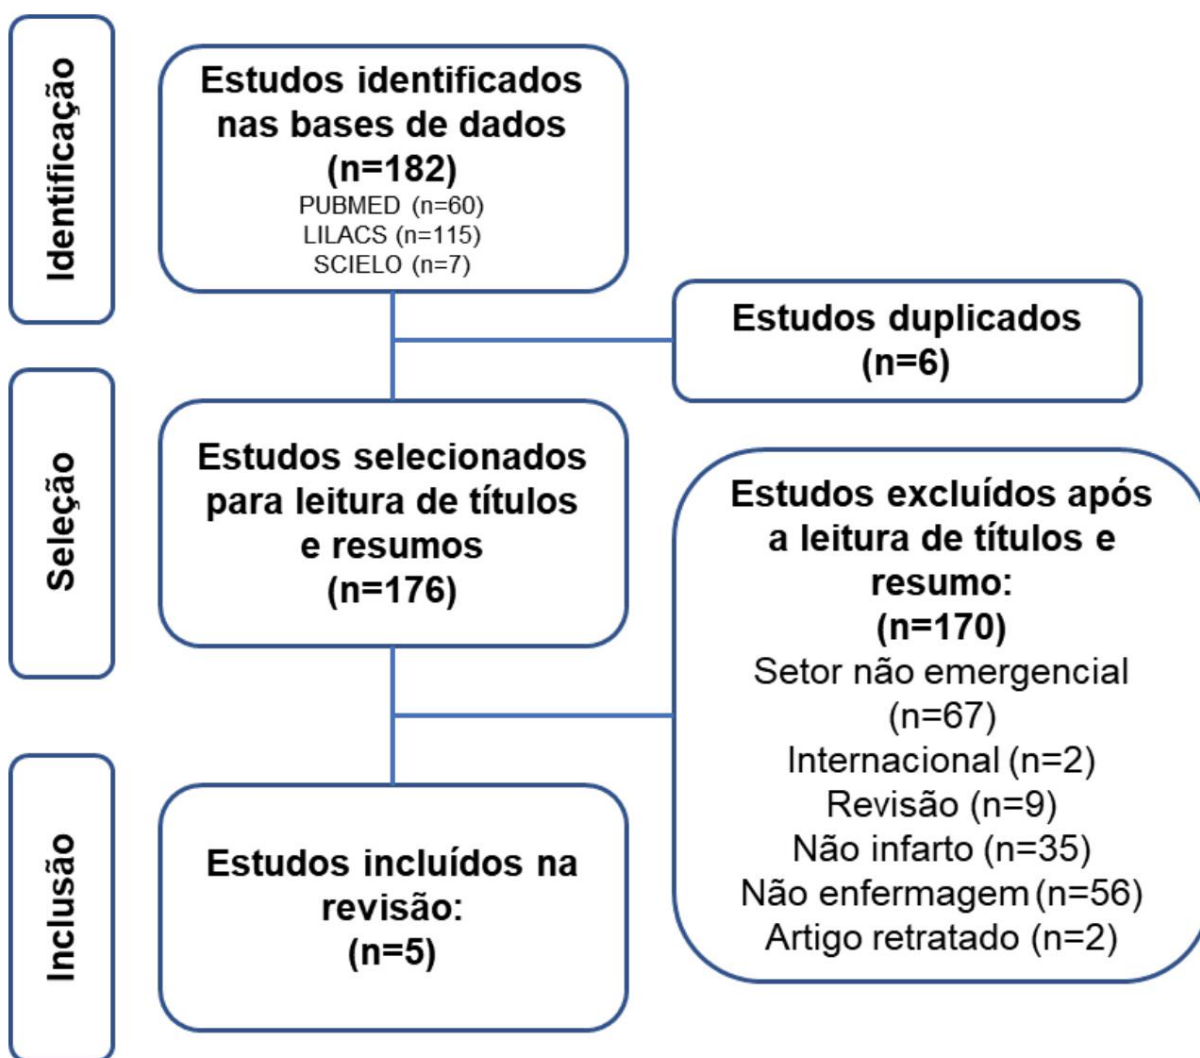 Identificação
Estudos identificados
nas bases de dados
(n=182)
PUBMED (n=60)
LILACS (n=115)
SCIELO (n=7)
Estudos duplicados
(n=6)
Seleção
Estudos selecionados
para leitura de títulos
e resumos
(n=176)
Estudos excluídos após
a leitura de títulos e
resumo:
(n=170)
Setor não emergencial
(n=67)
Internacional (n=2)
Revisão (n=9)
Não infarto (n=35)
Não enfermagem (n=56)
Artigo retratado (n=2)
Inclusão
Estudos incluídos na
revisão:
(n=5)